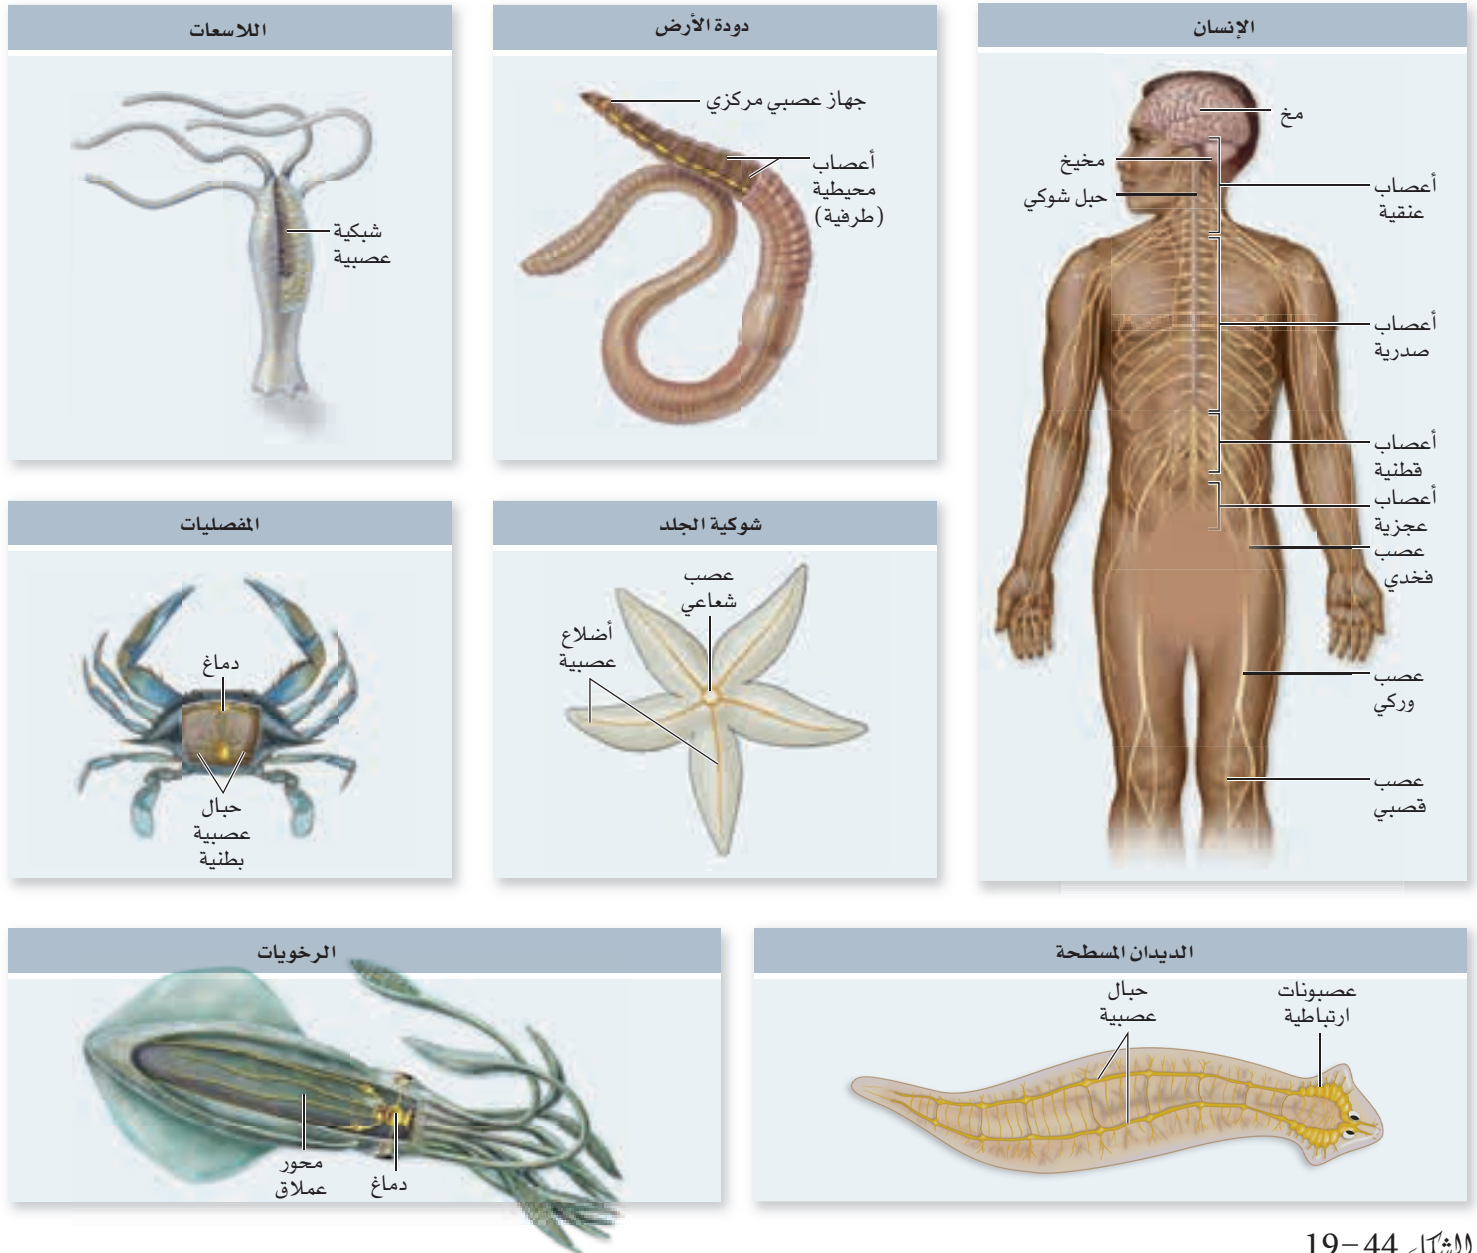 الإنسان
مخ
مخيخ
حبل شوكي
أعصاب
عنقية
أعصاب
صدرية
أعصاب
قطنية
أعصاب
عجزية
عصب
فخدي
عصب
وركي
عصب
قصبي
دودة الأرض
جهاز عصبي مركزي
أعصاب
محيطية
(طرفية)
اللاسعات
شبكية
عصبية
شوكية الجلد
عصب
شعاعي
أضلاع
عصبية
المفصليات
دماغ
حبال
عصبية
بطنية
الديدان المسطحة
عصبونات
ارتباطية
حبال
عصبية
الرخويات
محور
عملاق
دماغ
الشكل 44-19